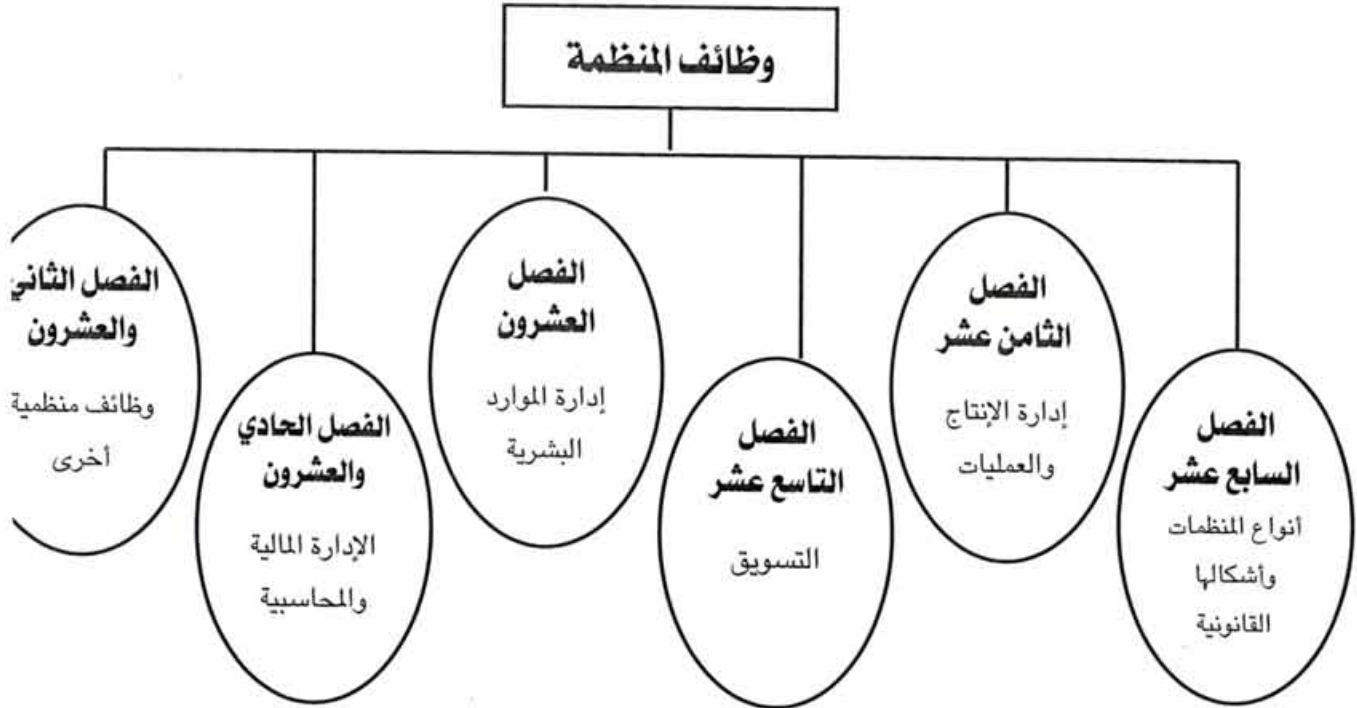 وظائف المنظمة
الفصل
السابع عشر
أنواع المنظمات
وأشكالها
القانونية
الفصل
الثامن عشر
إدارة الإنتاج
والعمليات
الفصل
التاسع عشر
التسويق
الفصل
العشرون
إدارة الموارد
البشرية
الفصل الحادي
والعشرون
الإدارة المالية
والمحاسبية
الفصل الثاني
والعشرون
وظائف منظمية
أخرى